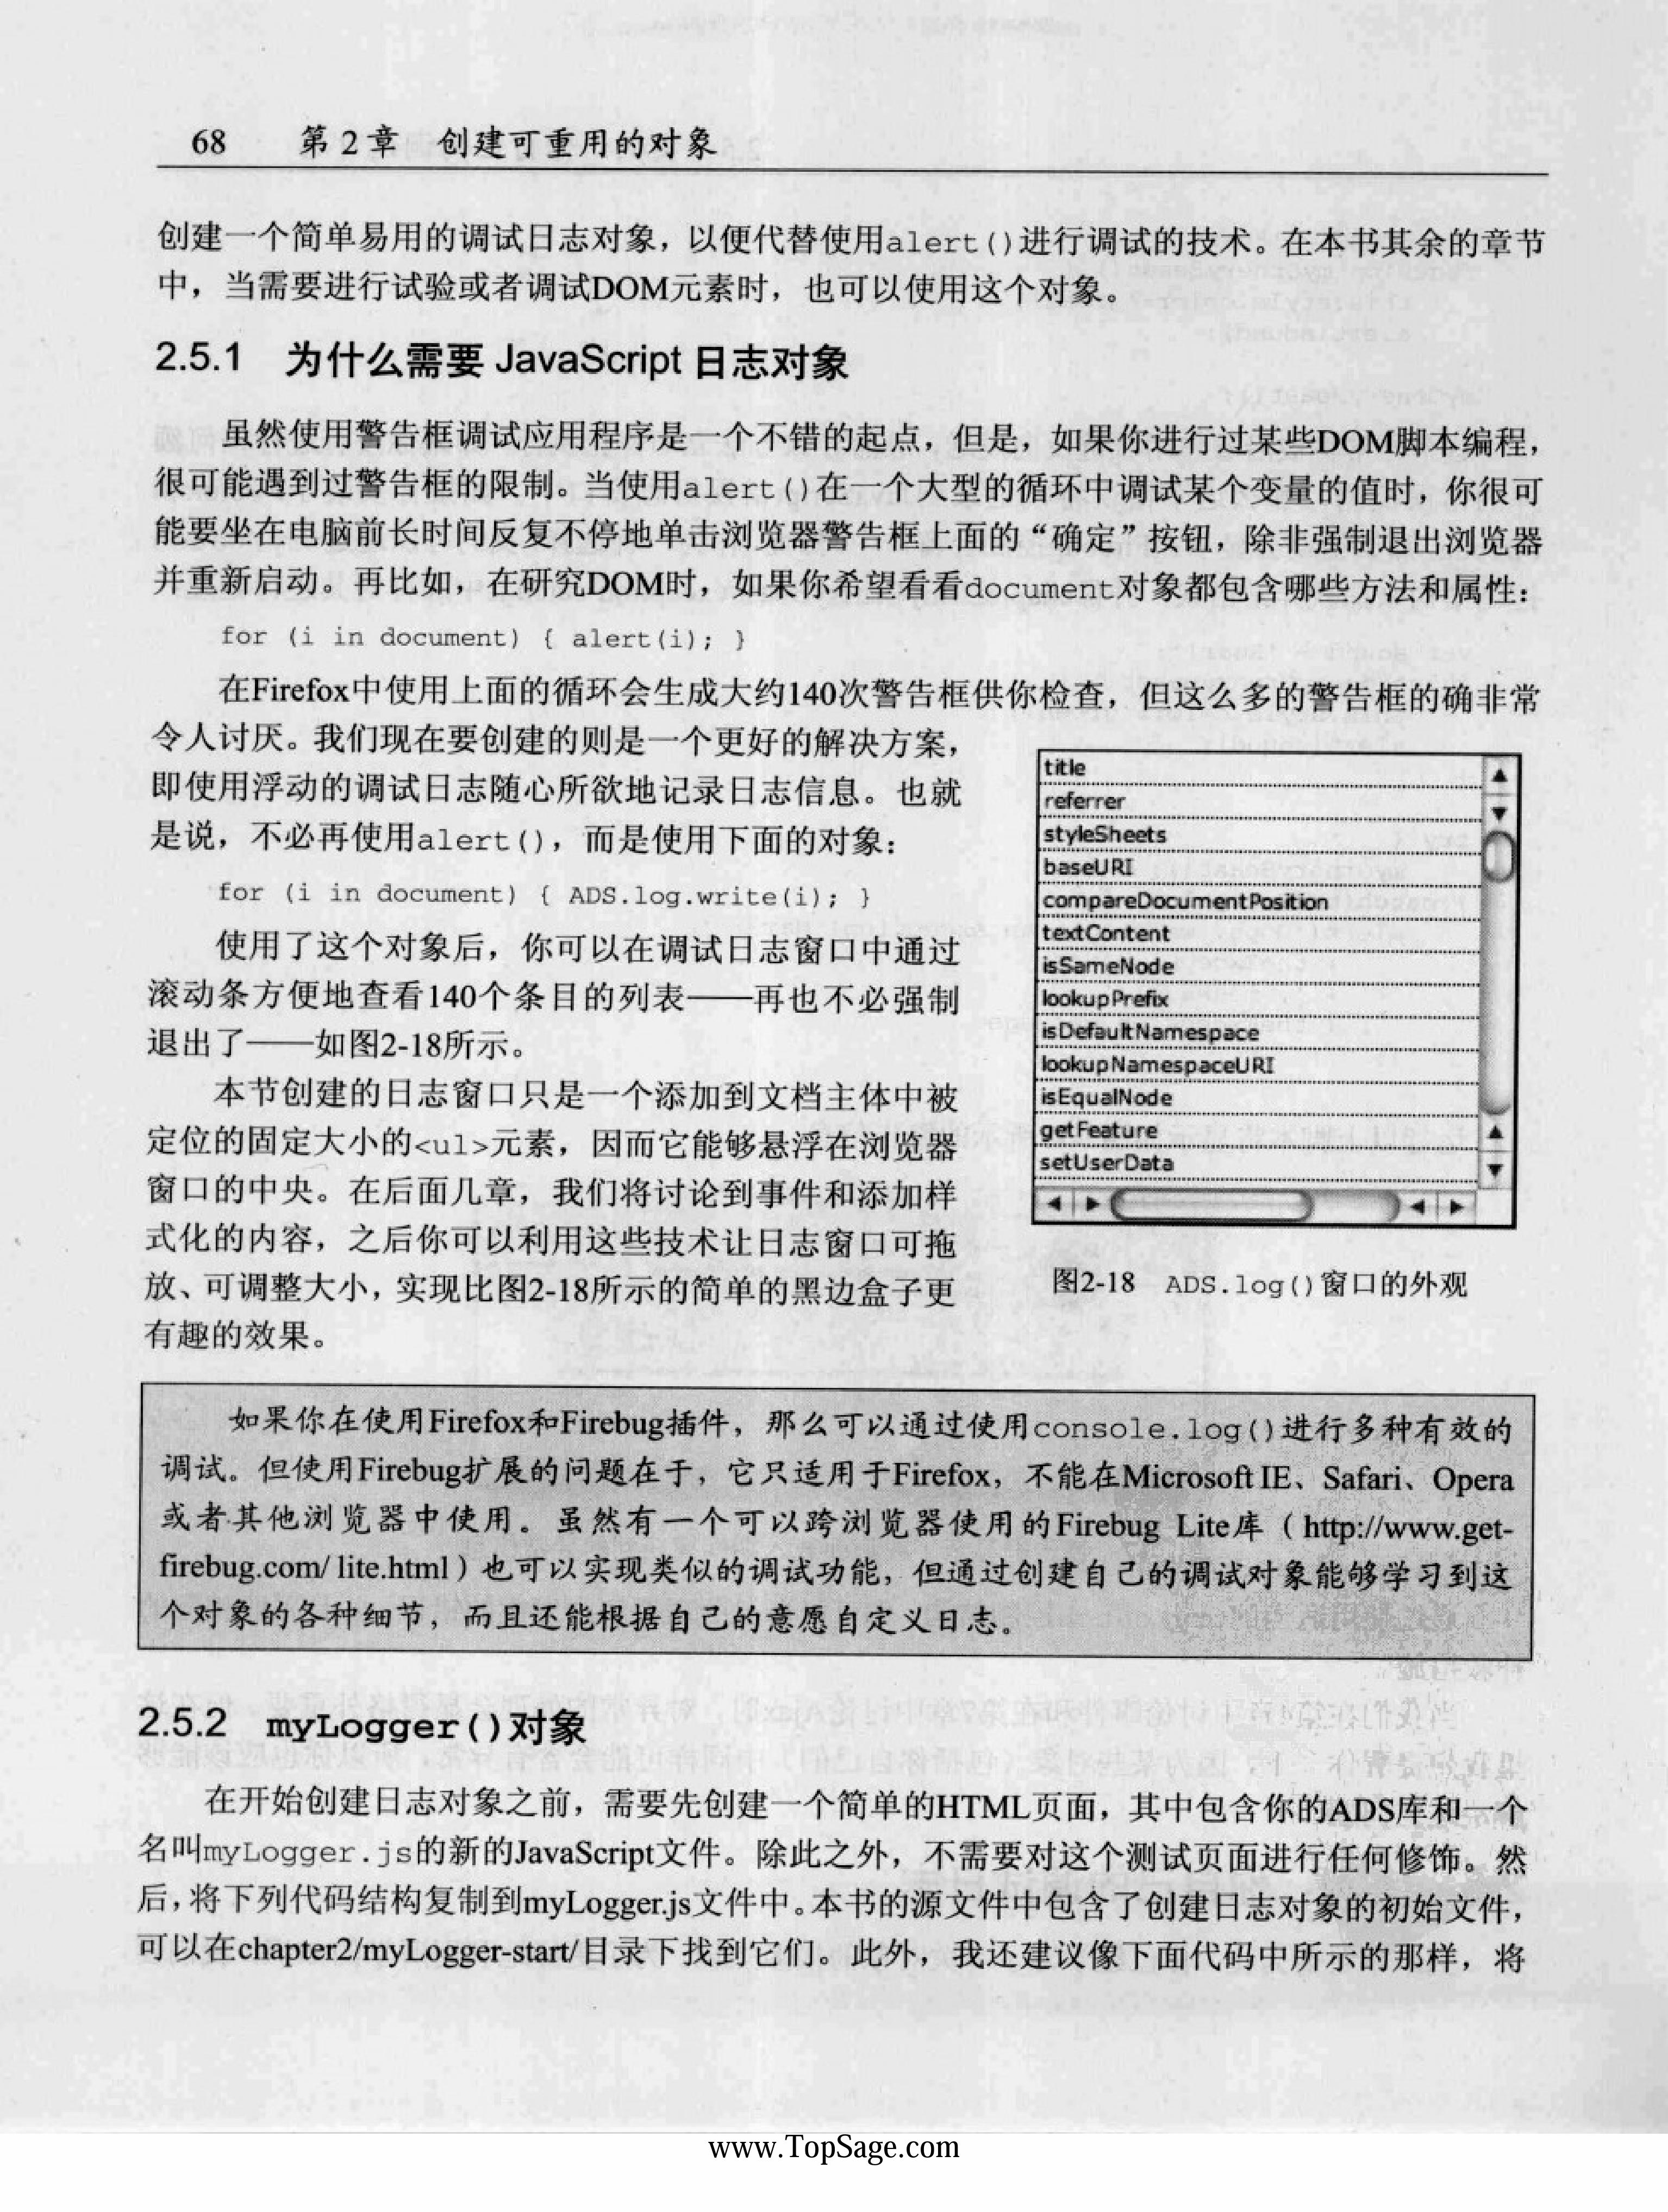 68 第2章 创建可重用的对象
创建一个简单易用的调试日志对象，以便代替使用alert()进行调试的技术。在本书其余的章节
中，当需要进行试验或者调试DOM元素时，也可以使用这个对象。
2.5.1 为什么需要 JavaScript 日志对象
虽然使用警告框调试应用程序是一个不错的起点，但是，如果你进行过某些DOM脚本编程，
很可能遇到过警告框的限制。当使用alert()在一个大型的循环中调试某个变量的值时，你很可
能要坐在电脑前长时间反复不停地单击浏览器警告框上面的“确定”按钮，除非强制退出浏览器
并重新启动。再比如，在研究DOM时，如果你希望看看document对象都包含哪些方法和属性：
for (i in document) { alert(i); }
在Firefox中使用上面的循环会生成大约140次警告框供你检查，但这么多的警告框的确非常
令人讨厌。我们现在要创建的则是一个更好的解决方案，
即使用浮动的调试日志随心所欲地记录日志信息。也就
是说，不必再使用alert()，而是使用下面的对象：
for (i in document) { ADS.log.write(i); }
使用了这个对象后，你可以在调试日志窗口中通过
滚动条方便地查看140个条目的列表——再也不必强制
退出了——如图2-18所示。
本节创建的日志窗口只是一个添加到文档主体中被
定位的固定大小的<ul>元素，因而它能够悬浮在浏览器
窗口的中央。在后面几章，我们将讨论到事件和添加样
式化的内容，之后你可以利用这些技术让日志窗口可拖
放、可调整大小，实现比图2-18所示的简单的黑边盒子更
有趣的效果。
title
referrer
styleSheets
baseURI
compareDocumentPosition
textContent
isSameNode
lookupPrefix
isDefaultNamespace
lookupNamespaceURI
isEqualNode
getFeature
setUserData
图2-18 ADS.log()窗口的外观
如果你在使用Firefox和Firebug插件，那么可以通过使用console.log()进行多种有效的
调试。但使用Firebug扩展的问题在于，它只适用于Firefox，不能在Microsoft IE、Safari、Opera
或者其他浏览器中使用。虽然有一个可以跨浏览器使用的Firebug Lite库（http://www.get-
firebug.com/ lite.html）也可以实现类似的调试功能，但通过创建自己的调试对象能够学习到这
个对象的各种细节，而且还能根据自己的意愿自定义日志。
2.5.2 myLogger()对象
在开始创建日志对象之前，需要先创建一个简单的HTML页面，其中包含你的ADS库和一个
名叫myLogger.js的新的JavaScript文件。除此之外，不需要对这个测试页面进行任何修饰。然
后，将下列代码结构复制到myLogger.js文件中。本书的源文件中包含了创建日志对象的初始文件，
可以在chapter2/myLogger-start/目录下找到它们。此外，我还建议像下面代码中所示的那样，将
www.TopSage.com